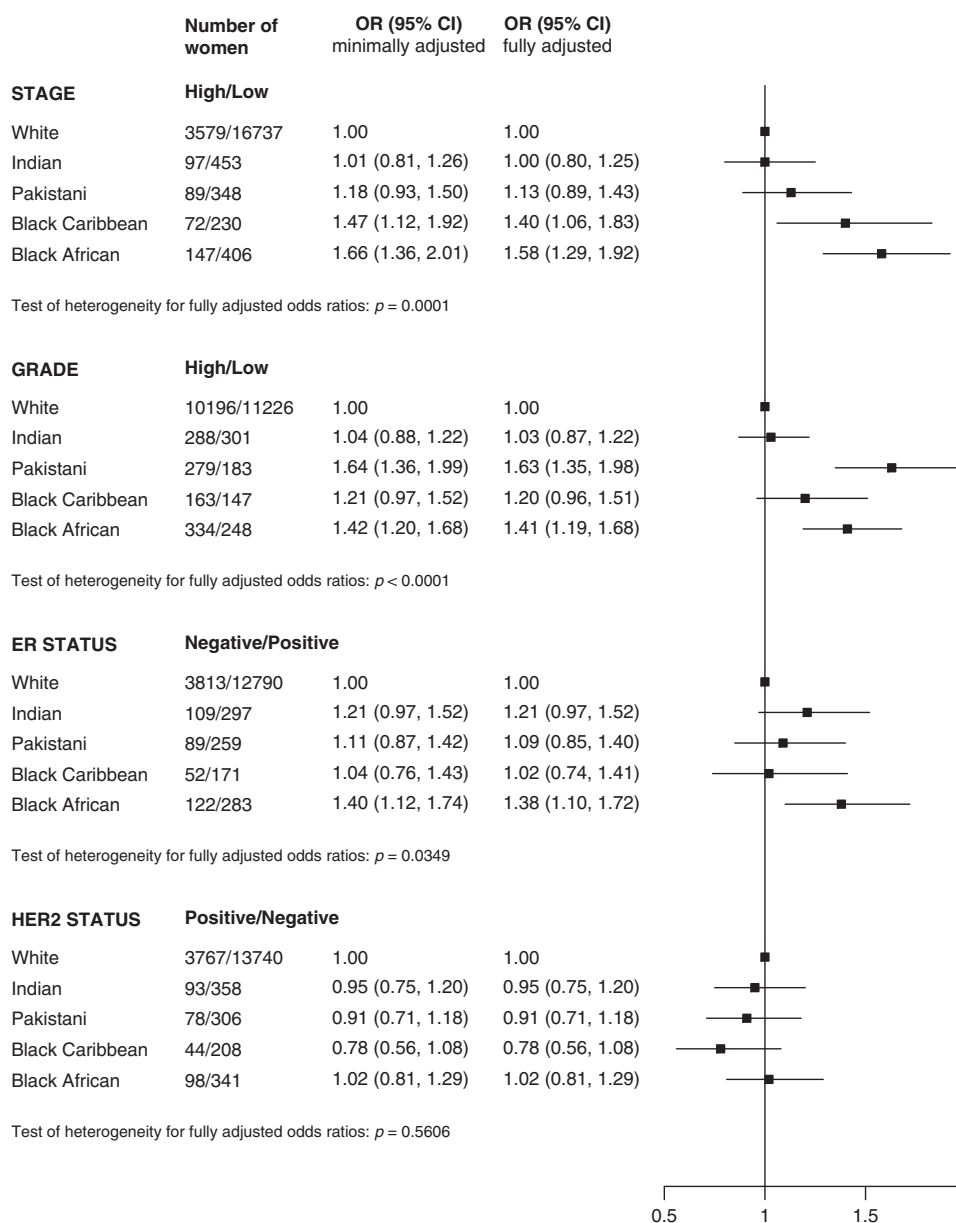 Number of women OR (95% CI) minimally adjusted OR (95% CI) fully adjusted
STAGE High/Low
White 3579/16737 1.00 1.00
Indian 97/453 1.01 (0.81, 1.26) 1.00 (0.80, 1.25)
Pakistani 89/348 1.18 (0.93, 1.50) 1.13 (0.89, 1.43)
Black Caribbean 72/230 1.47 (1.12, 1.92) 1.40 (1.06, 1.83)
Black African 147/406 1.66 (1.36, 2.01) 1.58 (1.29, 1.92)
Test of heterogeneity for fully adjusted odds ratios: p = 0.0001
GRADE High/Low
White 10196/11226 1.00 1.00
Indian 288/301 1.04 (0.88, 1.22) 1.03 (0.87, 1.22)
Pakistani 279/183 1.64 (1.36, 1.99) 1.63 (1.35, 1.98)
Black Caribbean 163/147 1.21 (0.97, 1.52) 1.20 (0.96, 1.51)
Black African 334/248 1.42 (1.20, 1.68) 1.41 (1.19, 1.68)
Test of heterogeneity for fully adjusted odds ratios: p < 0.0001
ER STATUS Negative/Positive
White 3813/12790 1.00 1.00
Indian 109/297 1.21 (0.97, 1.52) 1.21 (0.97, 1.52)
Pakistani 89/259 1.11 (0.87, 1.42) 1.09 (0.85, 1.40)
Black Caribbean 52/171 1.04 (0.76, 1.43) 1.02 (0.74, 1.41)
Black African 122/283 1.40 (1.12, 1.74) 1.38 (1.10, 1.72)
Test of heterogeneity for fully adjusted odds ratios: p = 0.0349
HER2 STATUS Positive/Negative
White 3767/13740 1.00 1.00
Indian 93/358 0.95 (0.75, 1.20) 0.95 (0.75, 1.20)
Pakistani 78/306 0.91 (0.71, 1.18) 0.91 (0.71, 1.18)
Black Caribbean 44/208 0.78 (0.56, 1.08) 0.78 (0.56, 1.08)
Black African 98/341 1.02 (0.81, 1.29) 1.02 (0.81, 1.29)
Test of heterogeneity for fully adjusted odds ratios: p = 0.5606
0.5 1 1.5